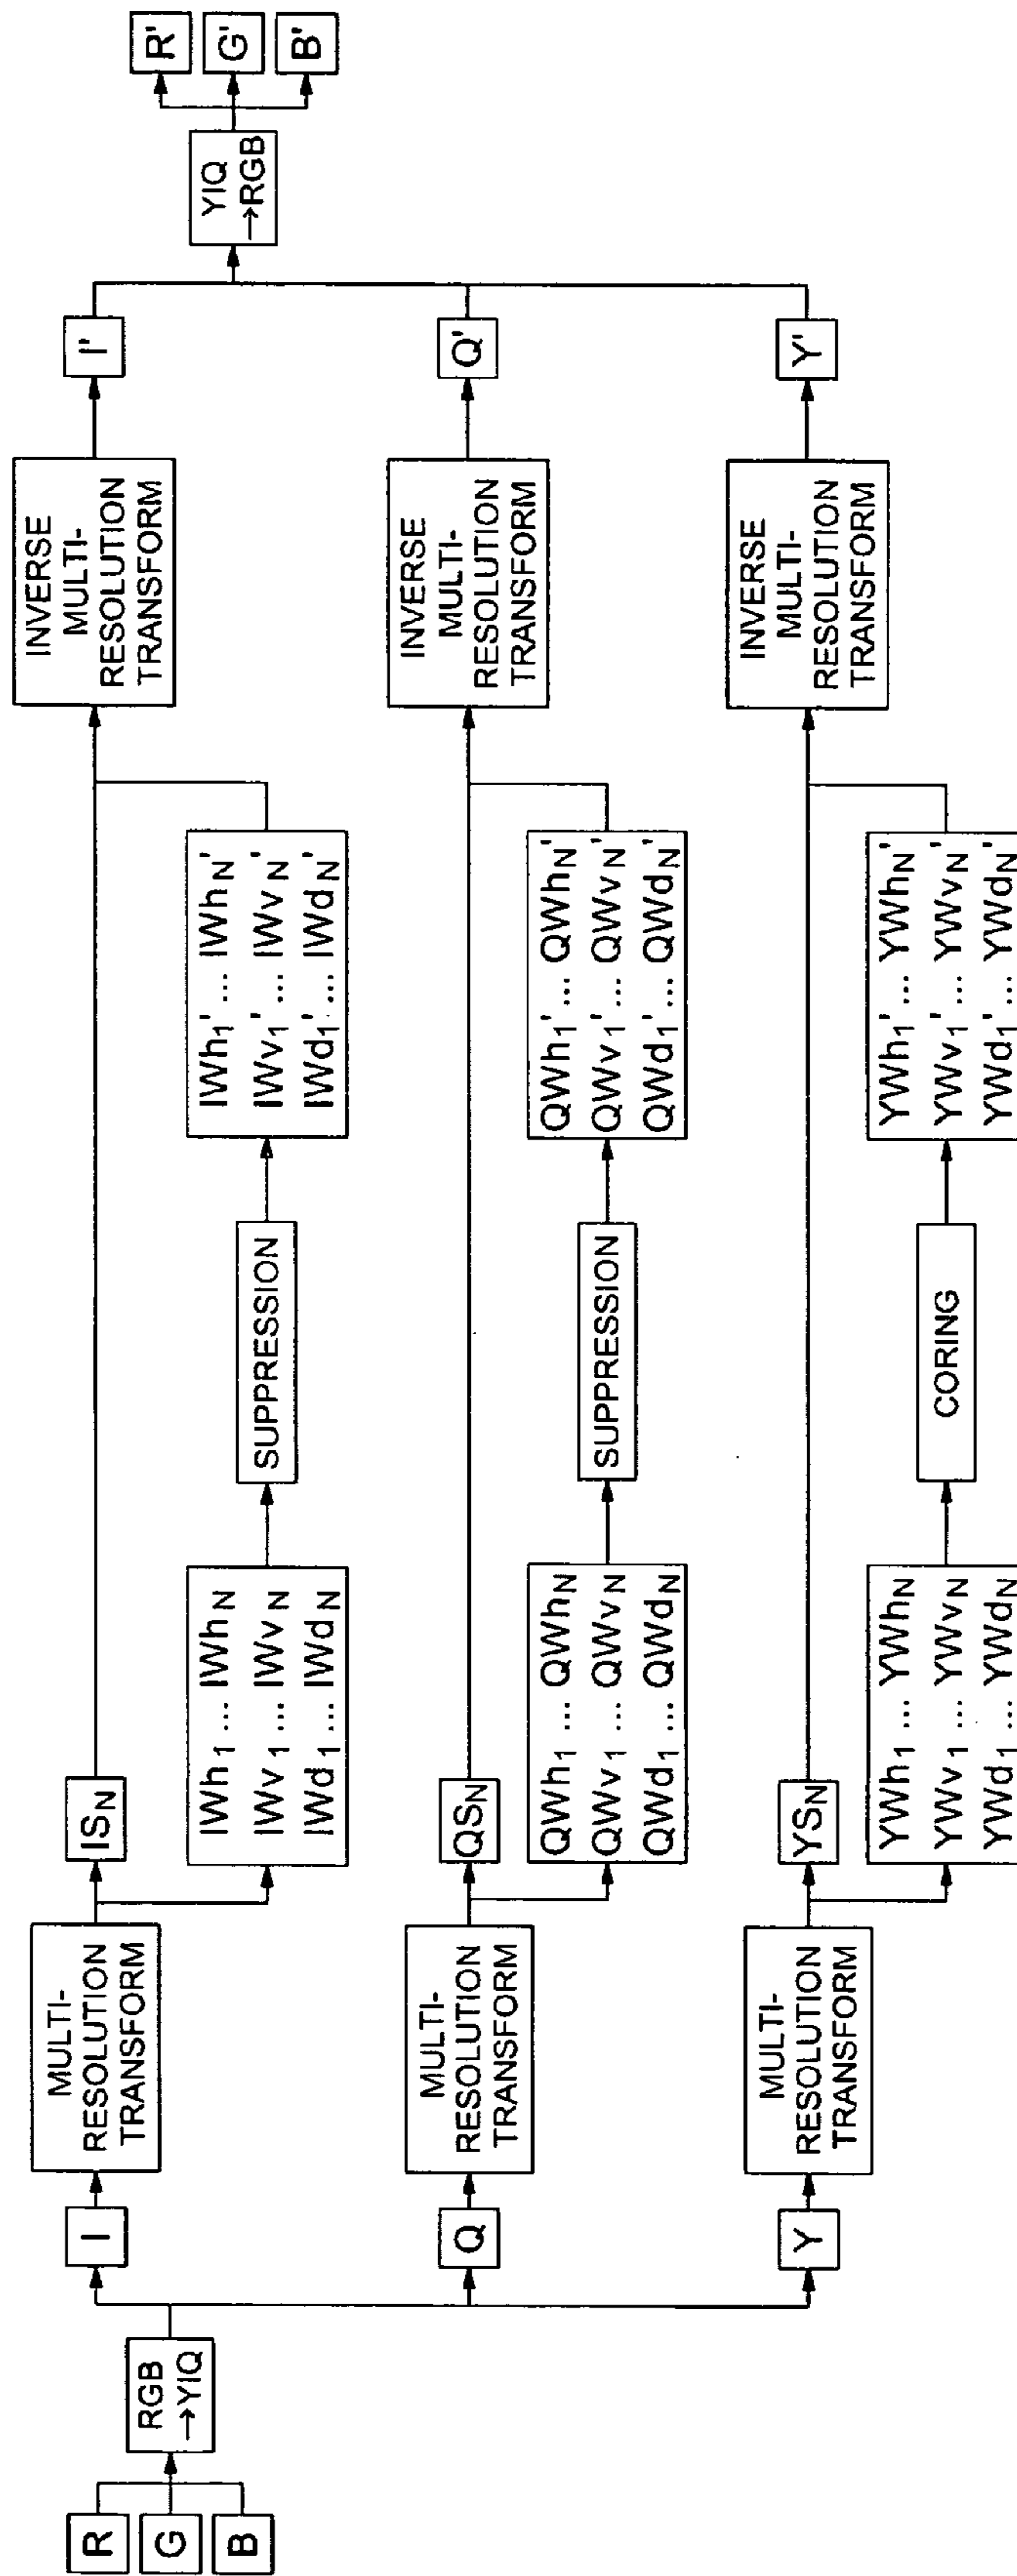 R
G
B
RGB
→YIQ
I
MULTI-
RESOLUTION
TRANSFORM
ISN
IWh1 ... IWhN
IWv1 ... IWvN
IWd1 ... IWdN
SUPPRESSION
IWh1' ... IWhN'
IWv1' ... IWvN'
IWd1' ... IWdN'
INVERSE
MULTI-
RESOLUTION
TRANSFORM
I'
Q
MULTI-
RESOLUTION
TRANSFORM
QSN
QWh1 ... QWhN
QWv1 ... QWvN
QWd1 ... QWdN
SUPPRESSION
QWh1' ... QWhN'
QWv1' ... QWvN'
QWd1' ... QWdN'
INVERSE
MULTI-
RESOLUTION
TRANSFORM
Q'
Y
MULTI-
RESOLUTION
TRANSFORM
YSN
YWh1 ... YWhN
YWv1 ... YWvN
YWd1 ... YWdN
CORING
YWh1' ... YWhN'
YWv1' ... YWvN'
YWd1' ... YWdN'
INVERSE
MULTI-
RESOLUTION
TRANSFORM
Y'
YIQ
→RGB
R'
G'
B'